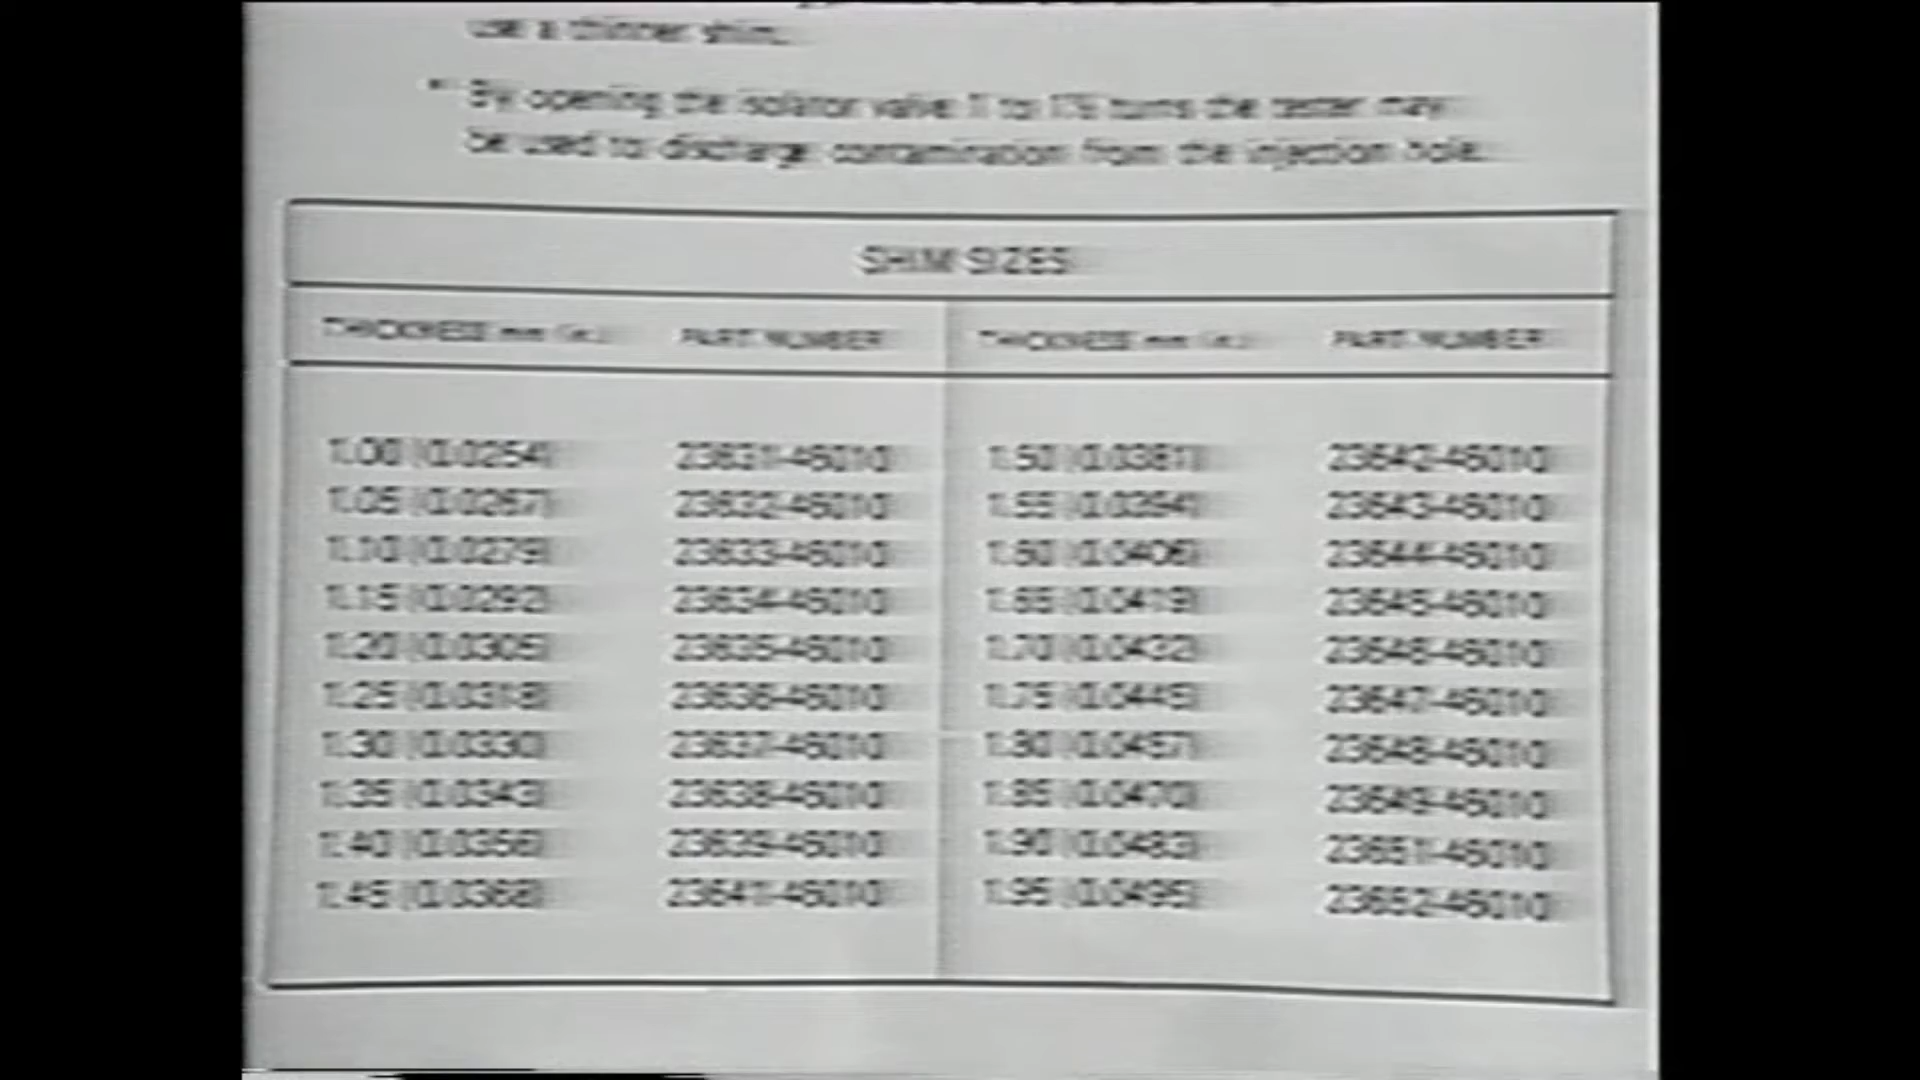 use a thinner shim.
By opening the isolator valve 1 to 1.5 turns the tester may
be used to discharge contamination from the injection hole.
SHIM SIZES
THICKNESS mm (in.) PART NUMBER THICKNESS mm (in.) PART NUMBER
1.00 (0.0254) 23631-46010 1.50 (0.0381) 23642-46010
1.05 (0.0267) 23632-46010 1.55 (0.0394) 23643-46010
1.10 (0.0279) 23633-46010 1.60 (0.0406) 23644-46010
1.15 (0.0292) 23634-46010 1.65 (0.0419) 23645-46010
1.20 (0.0305) 23635-46010 1.70 (0.0432) 23646-46010
1.25 (0.0318) 23636-46010 1.75 (0.0445) 23647-46010
1.30 (0.0330) 23637-46010 1.80 (0.0457) 23648-46010
1.35 (0.0343) 23638-46010 1.85 (0.0470) 23649-46010
1.40 (0.0356) 23639-46010 1.90 (0.0483) 23651-46010
1.45 (0.0368) 23641-46010 1.95 (0.0495) 23652-46010